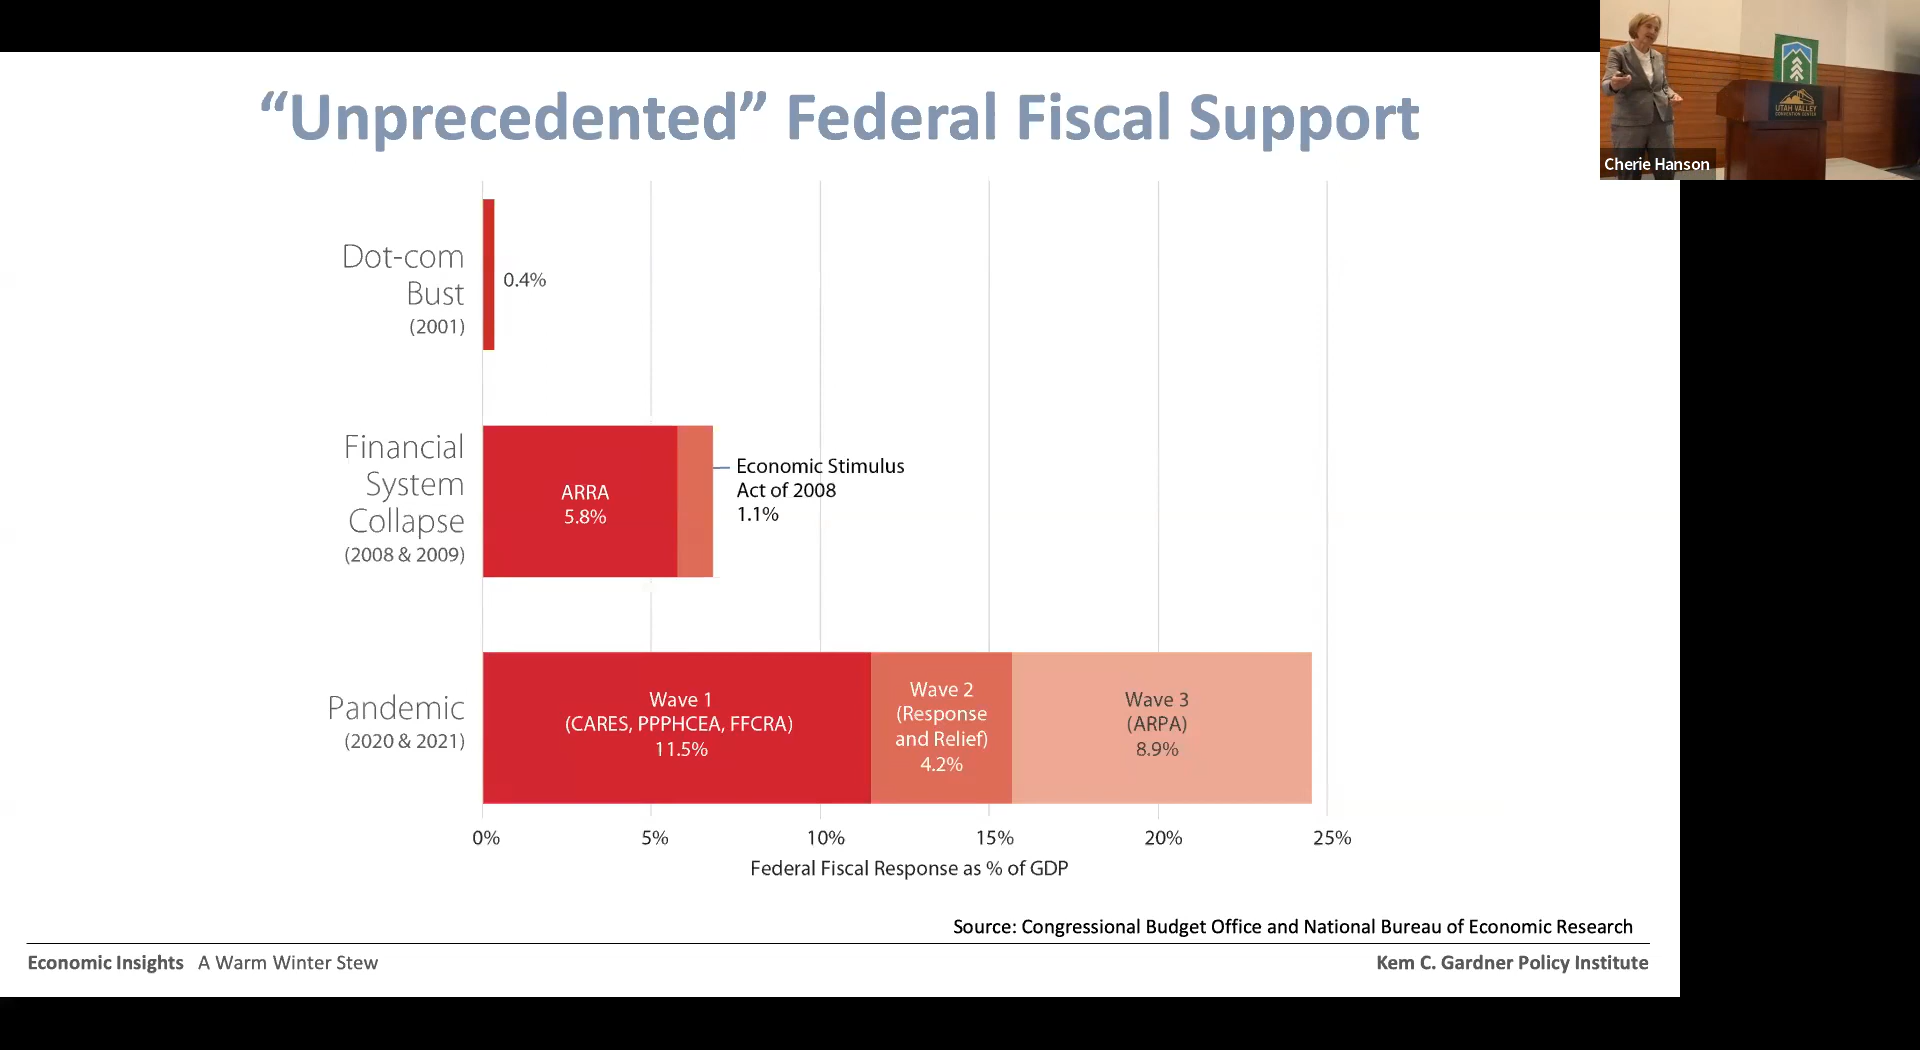 “Unprecedented” Federal Fiscal Support
Dot-com
Bust
(2001)
0.4%
Financial
System
Collapse
(2008 & 2009)
ARRA
5.8%
Economic Stimulus
Act of 2008
1.1%
Pandemic
(2020 & 2021)
Wave 1
(CARES, PPPHCEA, FFCRA)
11.5%
Wave 2
(Response
and Relief)
4.2%
Wave 3
(ARPA)
8.9%
0% 5% 10% 15% 20% 25%
Federal Fiscal Response as % of GDP
Source: Congressional Budget Office and National Bureau of Economic Research
Economic Insights A Warm Winter Stew
Kem C. Gardner Policy Institute
UTAH VALLEY
CONVENTION CENTER
Cherie Hanson